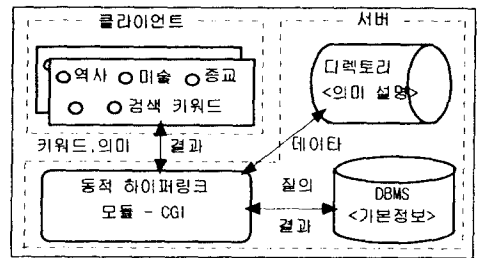 클라이언트
서버
역사 미술 종교
검색 키워드
디렉토리
<의미 설명>
키워드,의미
결과
데이타
동적 하이퍼링크
모듈 - CGI
질의
결과
DBMS
<기본정보>